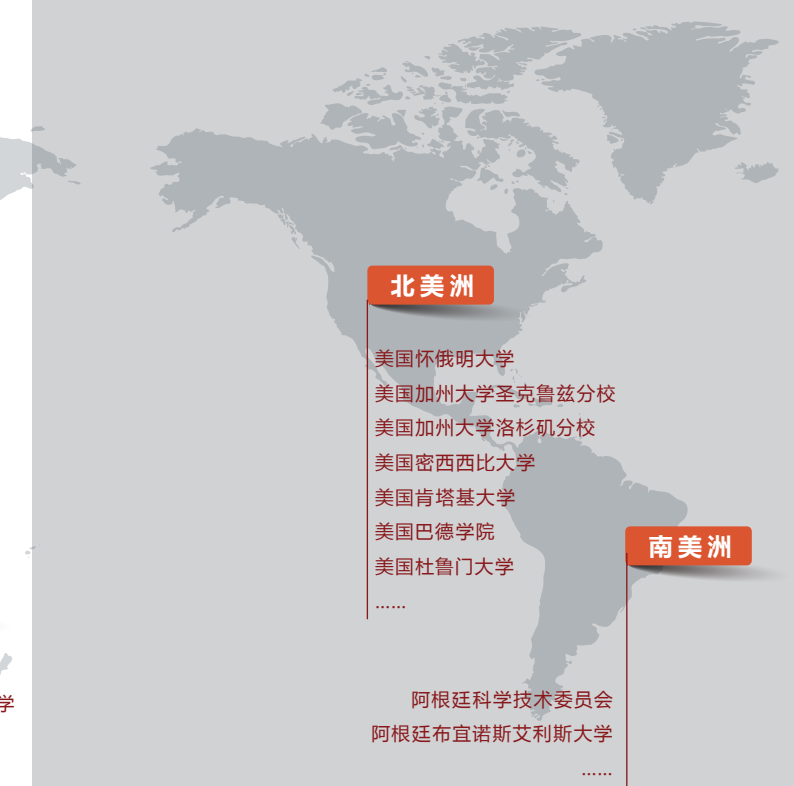 北美洲
美国怀俄明大学
美国加州大学圣克鲁兹分校
美国加州大学洛杉矶分校
美国密西西比大学
美国肯塔基大学
美国巴德学院
美国杜鲁门大学
……
南美洲
阿根廷科学技术委员会
阿根廷布宜诺斯艾利斯大学
……
学